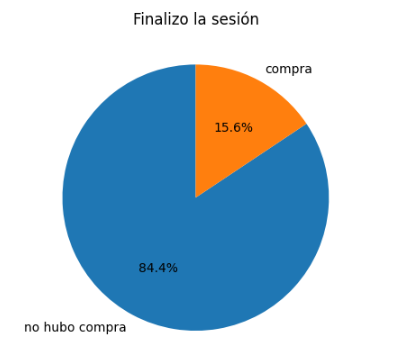 Finalizo la sesión
compra
15.6%
84.4%
no hubo compra